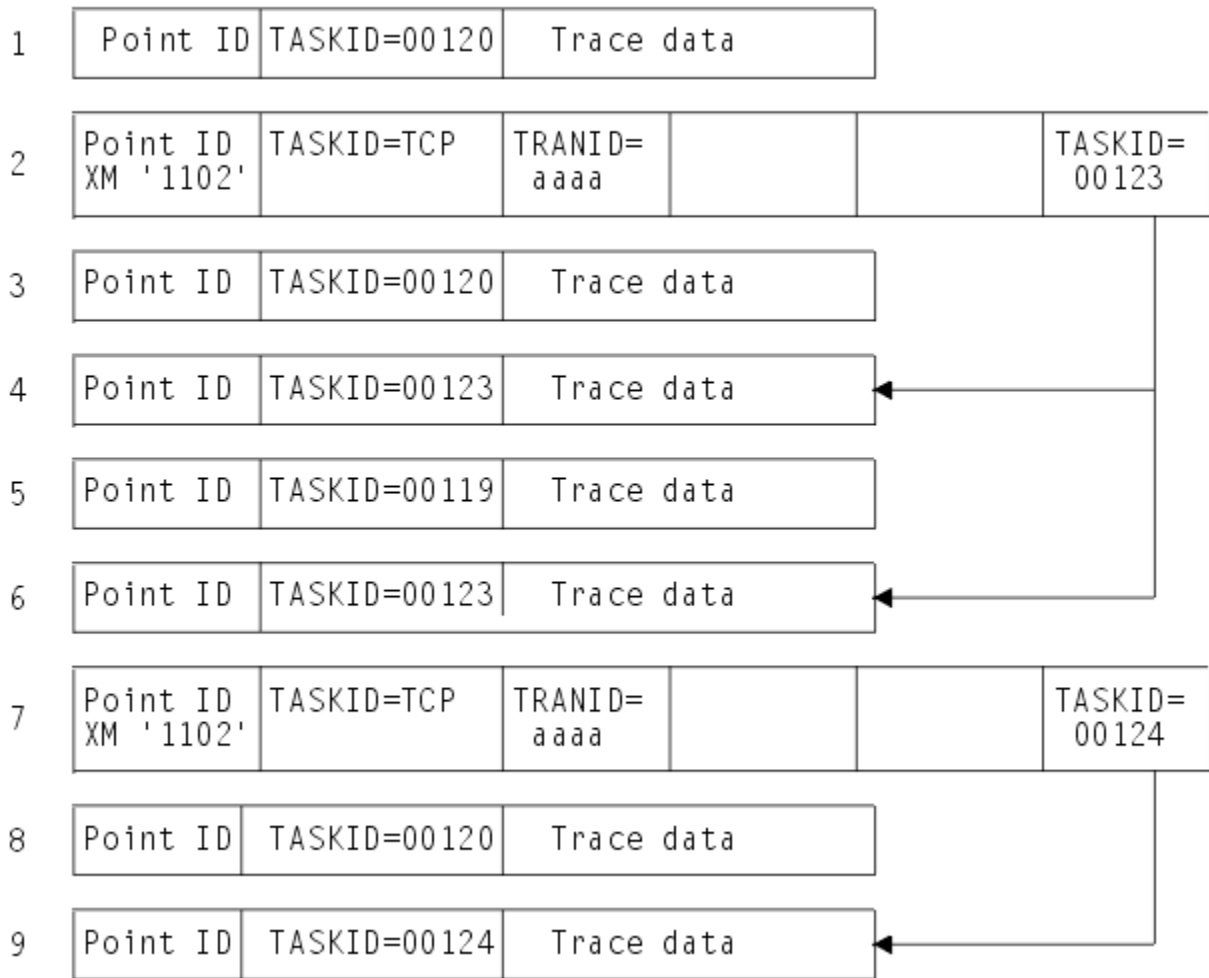 1 Point ID TASKID=00120 Trace data
2 Point ID XM '1102' TASKID=TCP TRANID= aaaa TASKID= 00123
3 Point ID TASKID=00120 Trace data
4 Point ID TASKID=00123 Trace data
5 Point ID TASKID=00119 Trace data
6 Point ID TASKID=00123 Trace data
7 Point ID XM '1102' TASKID=TCP TRANID= aaaa TASKID= 00124
8 Point ID TASKID=00120 Trace data
9 Point ID TASKID=00124 Trace data